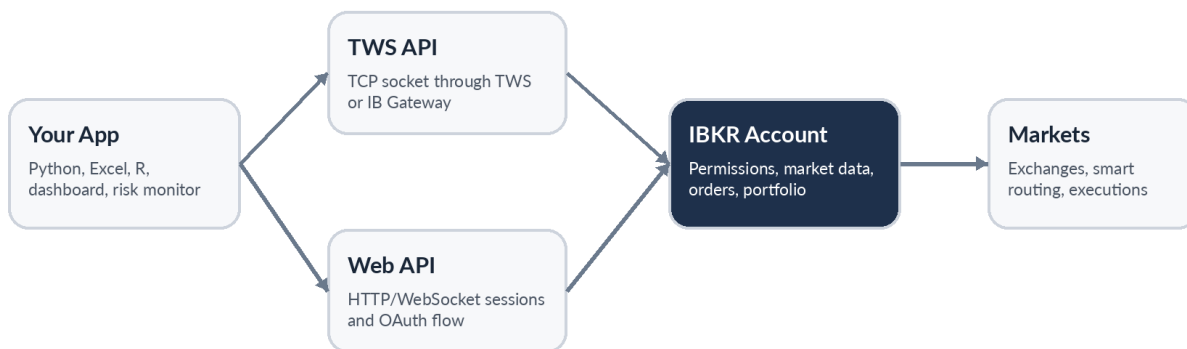 Your App
Python, Excel, R,
dashboard, risk monitor
TWS API
TCP socket through TWS
or IB Gateway
Web API
HTTP/WebSocket sessions
and OAuth flow
IBKR Account
Permissions, market data,
orders, portfolio
Markets
Exchanges, smart
routing, executions